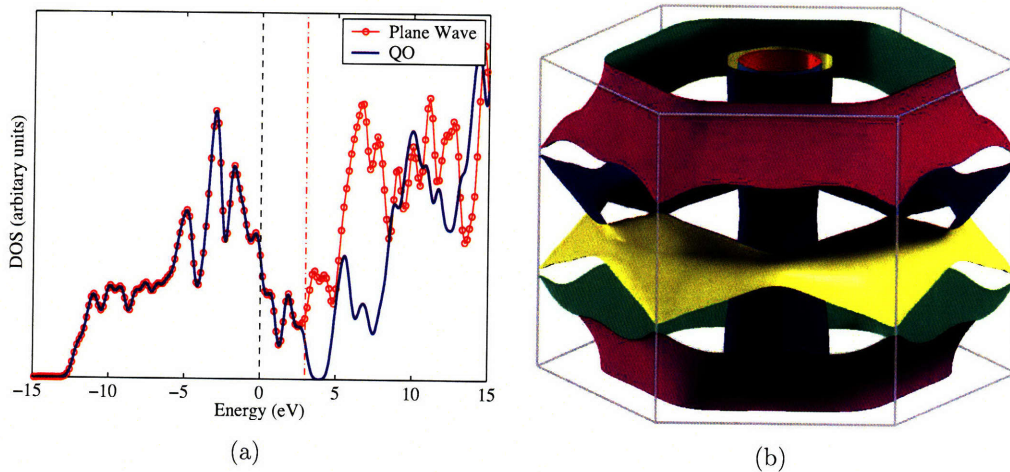 Plane Wave
QO
DOS (arbitary units)
−15
−10
−5
0
5
10
15
Energy (eV)
(a)
(b)